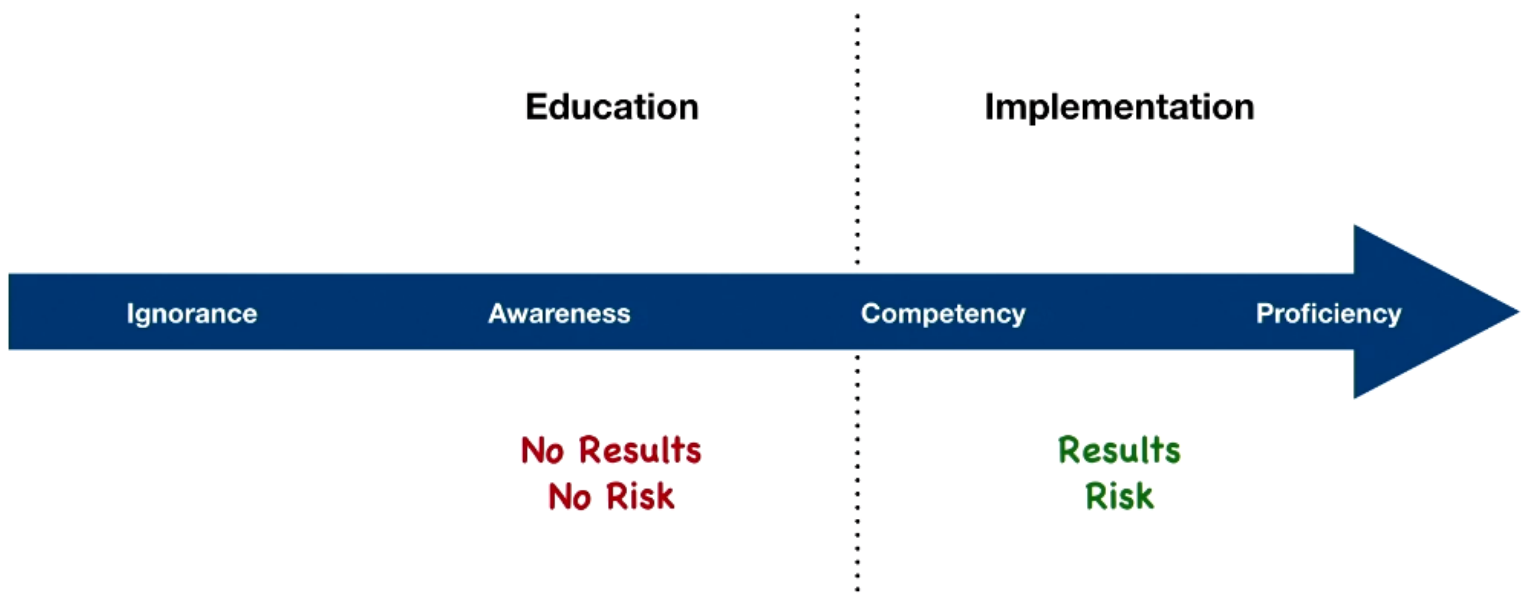 Education
Implementation
Ignorance
Awareness
Competency
Proficiency
No Results
No Risk
Results
Risk